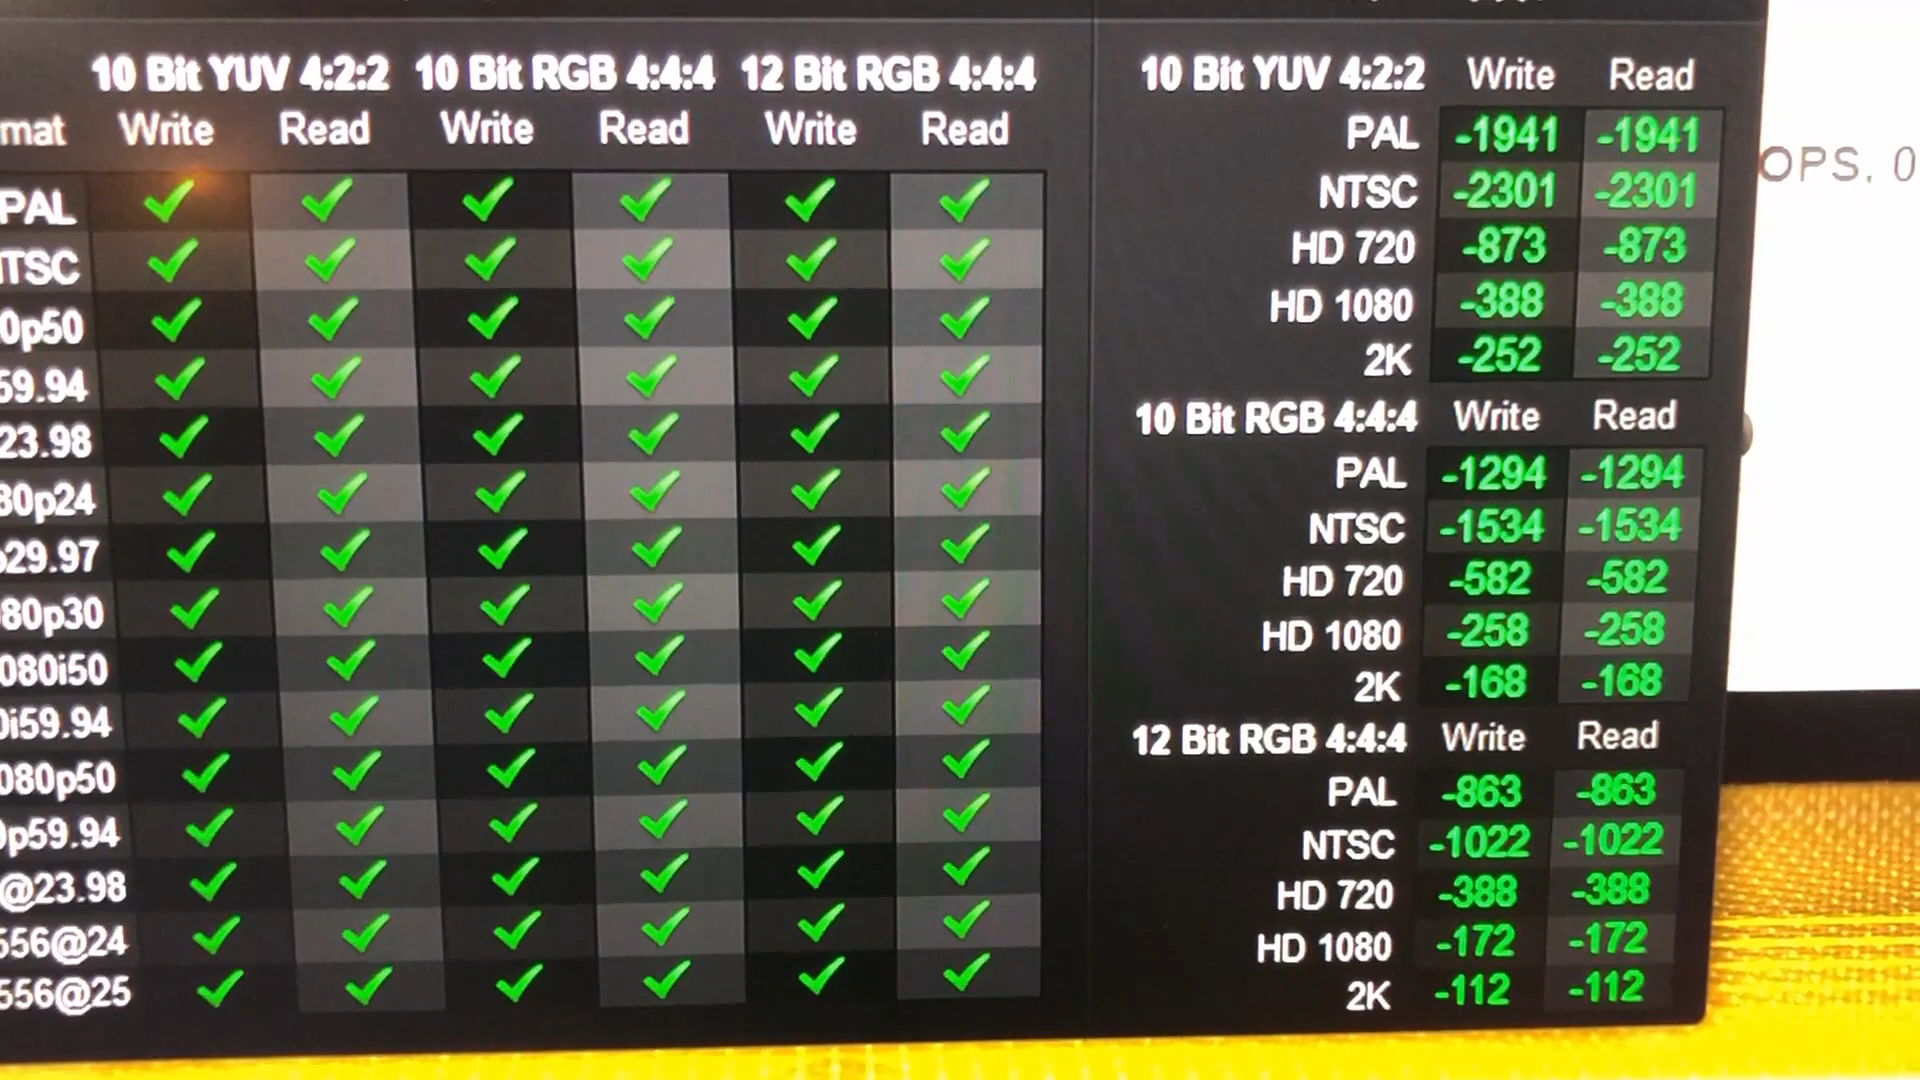 10 Bit YUV 4:2:2 10 Bit RGB 4:4:4 12 Bit RGB 4:4:4
mat Write Read Write Read Write Read
PAL
NTSC
0p50
59.94
23.98
80p24
p29.97
080p30
080i50
0i59.94
080p50
0p59.94
@23.98
556@24
556@25
10 Bit YUV 4:2:2 Write Read
PAL -1941 -1941
NTSC -2301 -2301
HD 720 -873 -873
HD 1080 -388 -388
2K -252 -252
10 Bit RGB 4:4:4 Write Read
PAL -1294 -1294
NTSC -1534 -1534
HD 720 -582 -582
HD 1080 -258 -258
2K -168 -168
12 Bit RGB 4:4:4 Write Read
PAL -863 -863
NTSC -1022 -1022
HD 720 -388 -388
HD 1080 -172 -172
2K -112 -112
OPS, 0